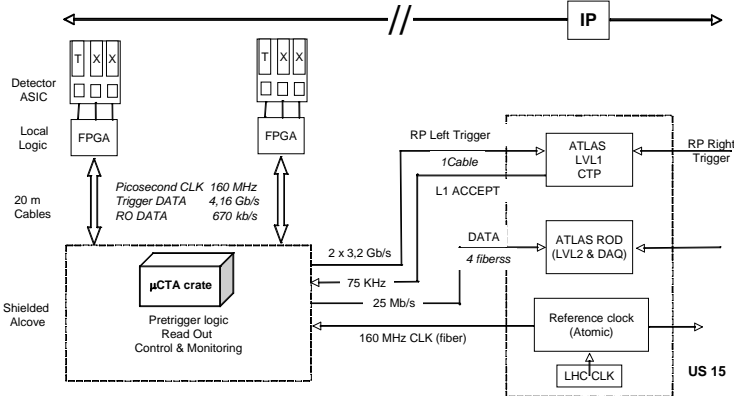 IP
T X X
T X X
Detector
ASIC
Local
Logic
FPGA
FPGA
RP Left Trigger
1Cable
L1 ACCEPT
ATLAS
LVL1
CTP
RP Right
Trigger
20 m
Cables
Picosecond CLK 160 MHz
Trigger DATA 4,16 Gb/s
RO DATA 670 kb/s
DATA
4 fiberss
ATLAS ROD
(LVL2 & DAQ)
2 x 3,2 Gb/s
75 KHz
25 Mb/s
µCTA crate
Shielded
Alcove
Pretrigger logic
Read Out
Control & Monitoring
160 MHz CLK (fiber)
Reference clock
(Atomic)
LHC CLK
US 15